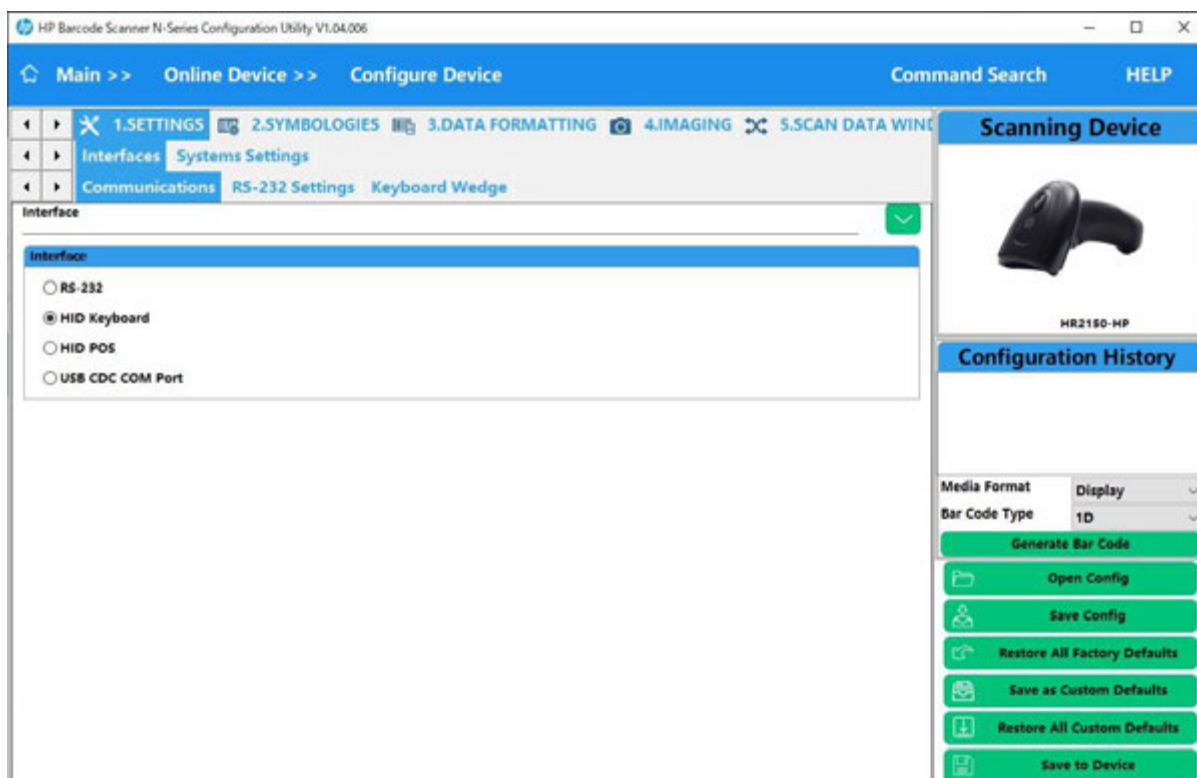 HP Barcode Scanner N-Series Configuration Utility V1.04.006
Main >> Online Device >> Configure Device Command Search HELP
1.SETTINGS 2.SYMBOLOGIES 3.DATA FORMATTING 4.IMAGING 5.SCAN DATA WIND
Interfaces Systems Settings
Communications RS-232 Settings Keyboard Wedge
Interface
Interface
RS-232
HID Keyboard
HID POS
USB CDC COM Port
Scanning Device
HR2150-HP
Configuration History
Media Format Display
Bar Code Type 1D
Generate Bar Code
Open Config
Save Config
Restore All Factory Defaults
Save as Custom Defaults
Restore All Custom Defaults
Save to Device